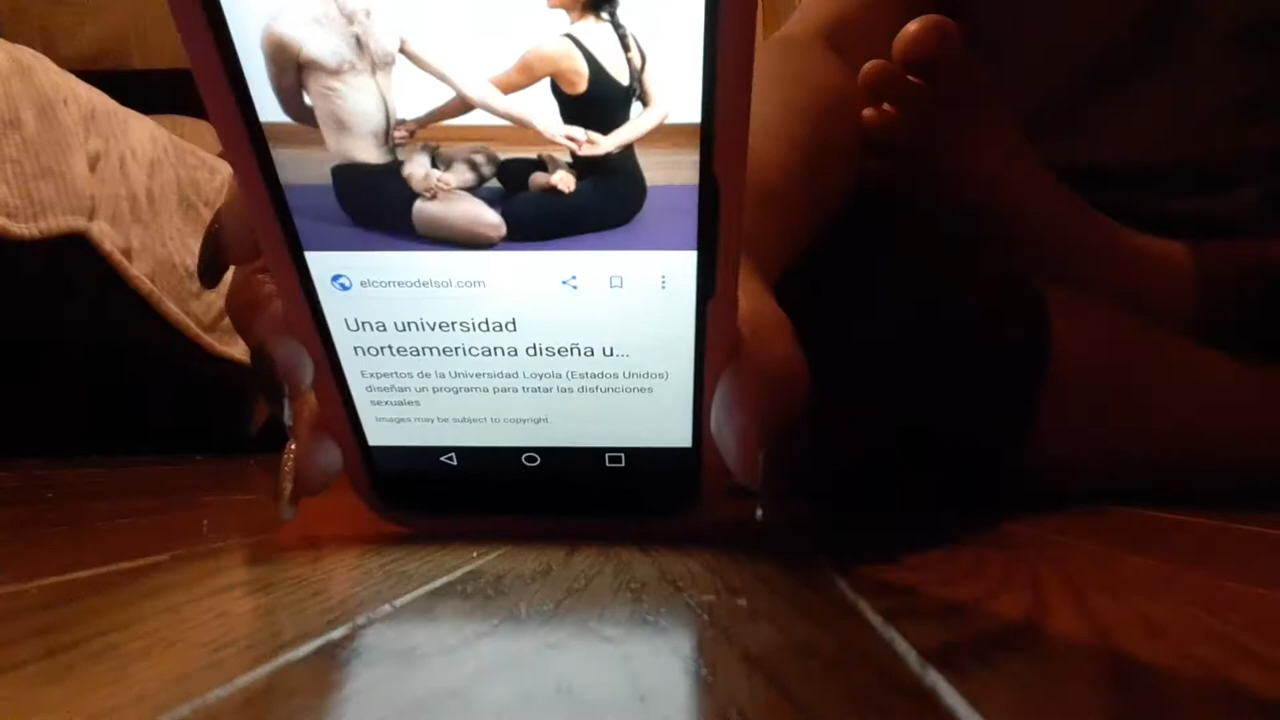 elcorreodelsol.com
Una universidad
norteamericana diseña u...
Expertos de la Universidad Loyola (Estados Unidos)
diseñan un programa para tratar las disfunciones
sexuales
Images may be subject to copyright.